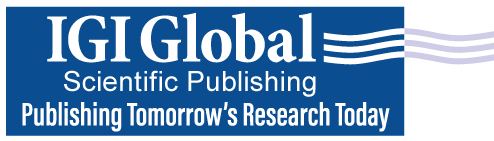 IGI Global
Scientific Publishing
Publishing Tomorrow's Research Today